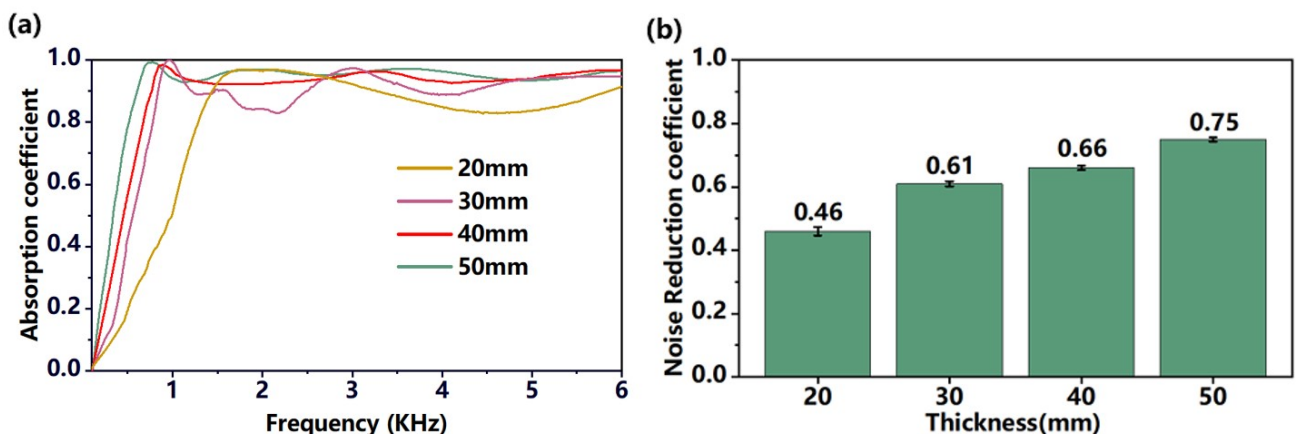 (a)
Absorption coefficient
1.0
0.8
0.6
0.4
0.2
0.0
1
2
3
4
5
6
Frequency (KHz)
20mm
30mm
40mm
50mm
(b)
Noise Reduction coefficient
1.0
0.8
0.6
0.4
0.2
0.0
0.46
0.61
0.66
0.75
20
30
40
50
Thickness(mm)